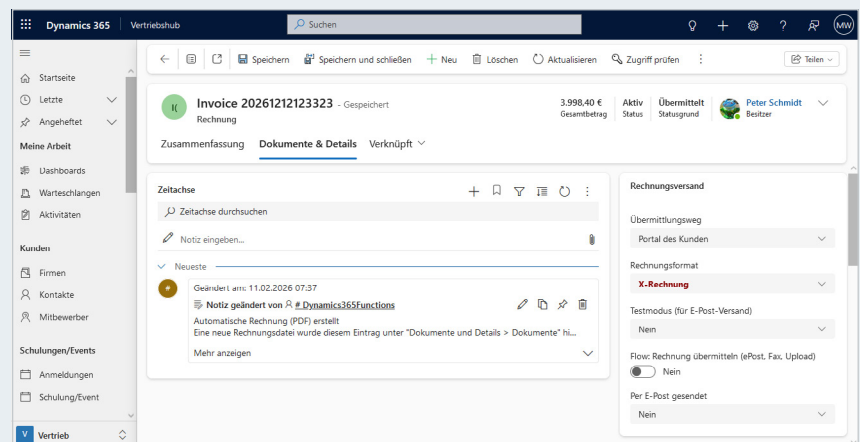 Dynamics 365 Vertriebshub Suchen MW
Speichern Speichern und schließen Neu Löschen Aktualisieren Zugriff prüfen Teilen
Startseite
Letzte
Angeheftet
Meine Arbeit
Dashboards
Warteschlangen
Aktivitäten
Kunden
Firmen
Kontakte
Mitbewerber
Schulungen/Events
Anmeldungen
Schulung/Event
V Vertrieb
I( Invoice 20261212123323 - Gespeichert
Rechnung
3.998,40 € Aktiv Übermittelt Peter Schmidt
Gesamtbetrag Status Statusgrund Besitzer
Zusammenfassung Dokumente & Details Verknüpft
Zeitachse
Zeitachse durchsuchen
Notiz eingeben...
Neueste
# Geändert am: 11.02.2026 07:37
Notiz geändert von # Dynamics365Functions
Automatische Rechnung (PDF) erstellt
Eine neue Rechnungsdatei wurde diesem Eintrag unter "Dokumente und Details > Dokumente" hi...
Mehr anzeigen
Rechnungsversand
Übermittlungsweg
Portal des Kunden
Rechnungsformat
X-Rechnung
Testmodus (für E-Post-Versand)
Nein
Flow: Rechnung übermitteln (ePost, Fax, Upload)
Nein
Per E-Post gesendet
Nein